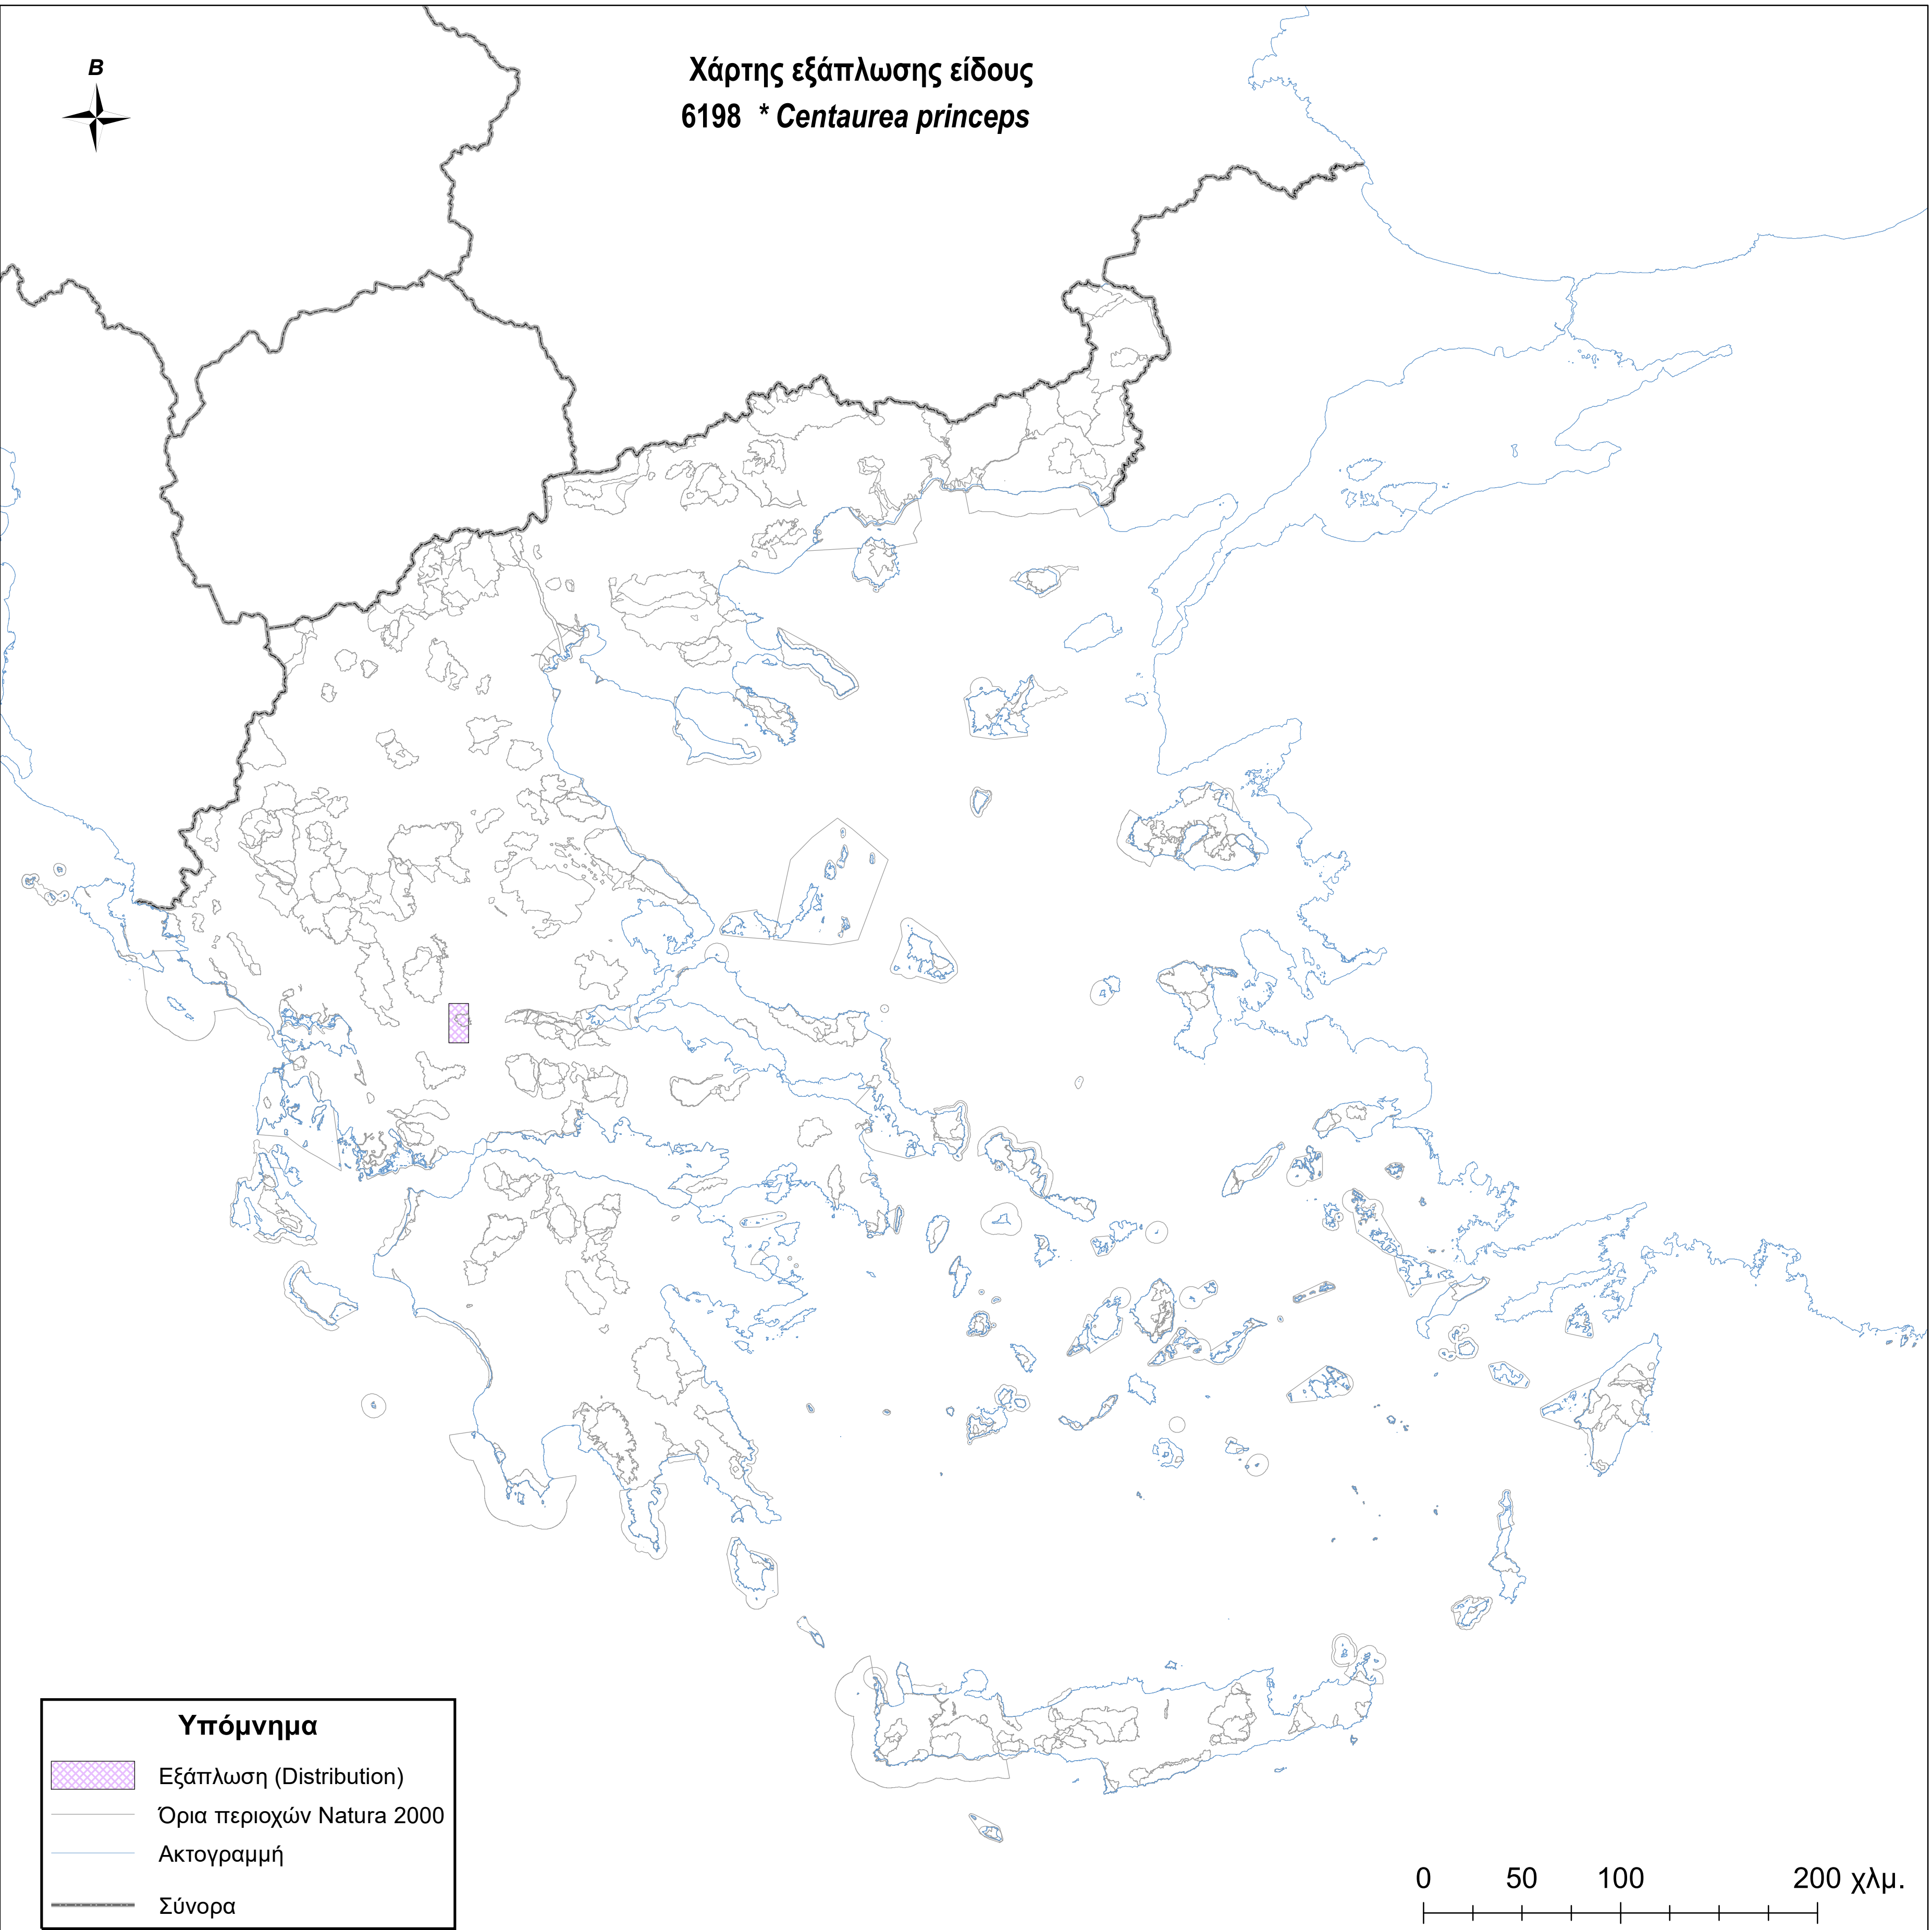 Β
Χάρτης εξάπλωσης είδους
6198 * Centaurea princeps
Υπόμνημα
Εξάπλωση (Distribution)
Όρια περιοχών Natura 2000
Ακτογραμμή
Σύνορα
0 50 100 200 χλμ.